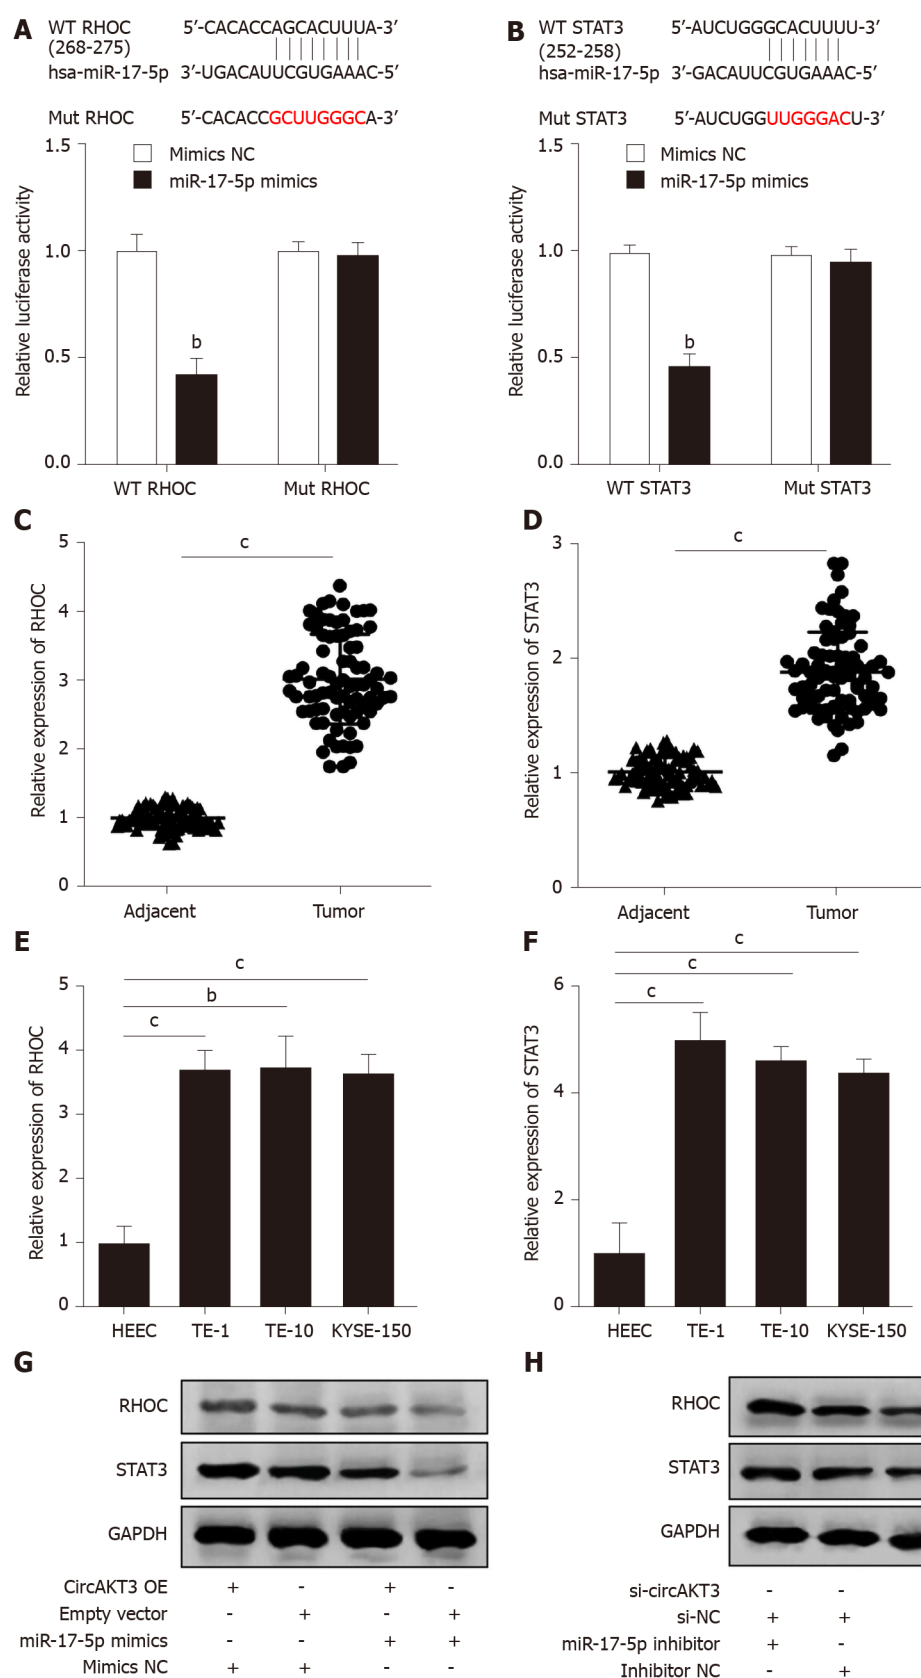 A
WT RHOC 5′-CACACCAGCACUUUA-3′
(268-275)
hsa-miR-17-5p 3′-UGACAUUCGUGAAAC-5′
Mut RHOC 5′-CACACCGCUUGGGCA-3′
Mimics NC
miR-17-5p mimics
Relative luciferase activity
1.5
1.0
0.5
0.0
b
WT RHOC Mut RHOC
B
WT STAT3 5′-AUCUGGGCACUUUU-3′
(252-258)
hsa-miR-17-5p 3′-GACAUUCGUGAAAC-5′
Mut STAT3 5′-AUCUGGUUGGGACU-3′
Mimics NC
miR-17-5p mimics
Relative luciferase activity
1.5
1.0
0.5
0.0
b
WT STAT3 Mut STAT3
C
Relative expression of RHOC
5
4
3
2
1
0
c
Adjacent Tumor
D
Relative expression of STAT3
3
2
1
0
c
Adjacent Tumor
E
Relative expression of RHOC
5
4
3
2
1
0
c
b
c
HEEC TE-1 TE-10 KYSE-150
F
Relative expression of STAT3
6
4
2
0
c
c
c
HEEC TE-1 TE-10 KYSE-150
G
RHOC
STAT3
GAPDH
CircAKT3 OE + - + -
Empty vector - + - +
miR-17-5p mimics - - + +
Mimics NC + + - -
H
RHOC
STAT3
GAPDH
si-circAKT3 - -
si-NC + +
miR-17-5p inhibitor + -
Inhibitor NC - +